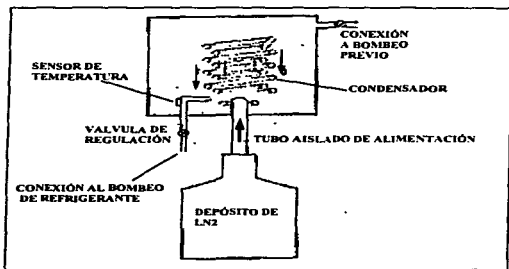 CONEXIÓN
A BOMBEO
PREVIO
SENSOR DE
TEMPERATURA
CONDENSADOR
VALVULA DE
REGULACIÓN
TUBO AISLADO DE ALIMENTACIÓN
CONEXIÓN AL BOMBEO
DE REFRIGERANTE
DEPÓSITO DE
LN2